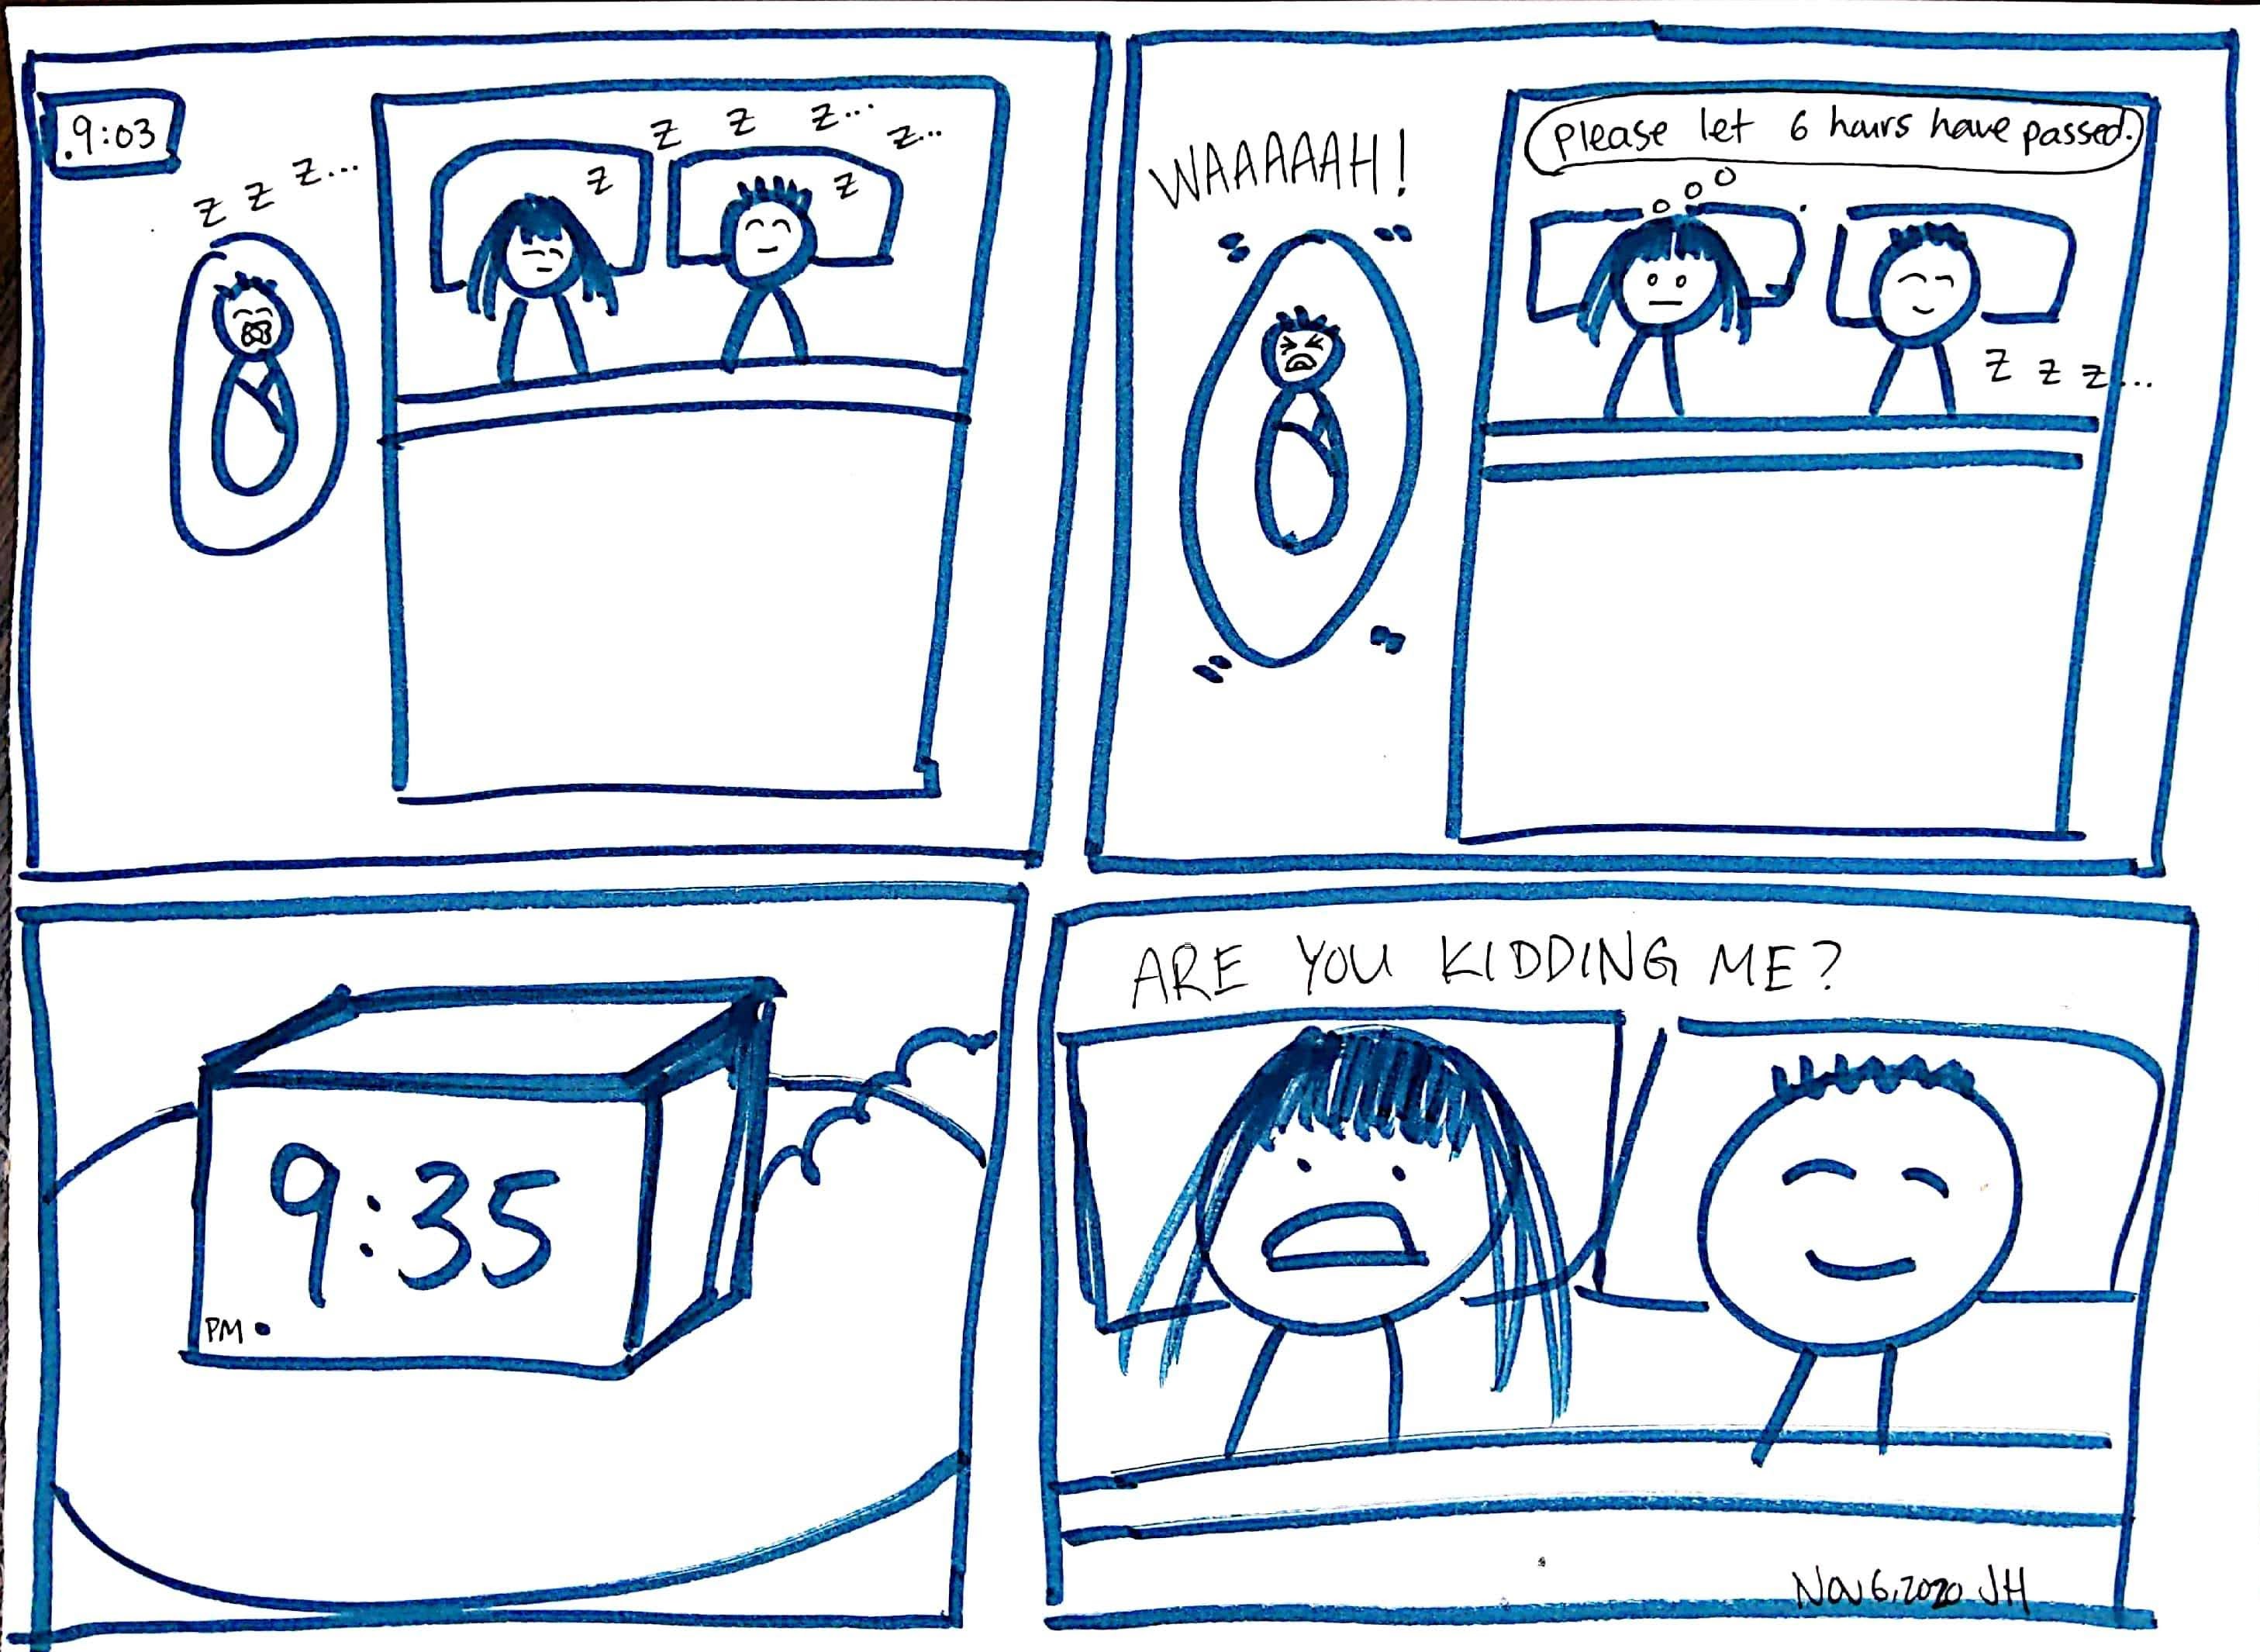 .9:03
z z z...
z z z z...
z z...
WAAAAAH!
please let 6 hours have passed.
z z z...
9:35
PM •
ARE YOU KIDDING ME?
Nov 6, 2020 JH